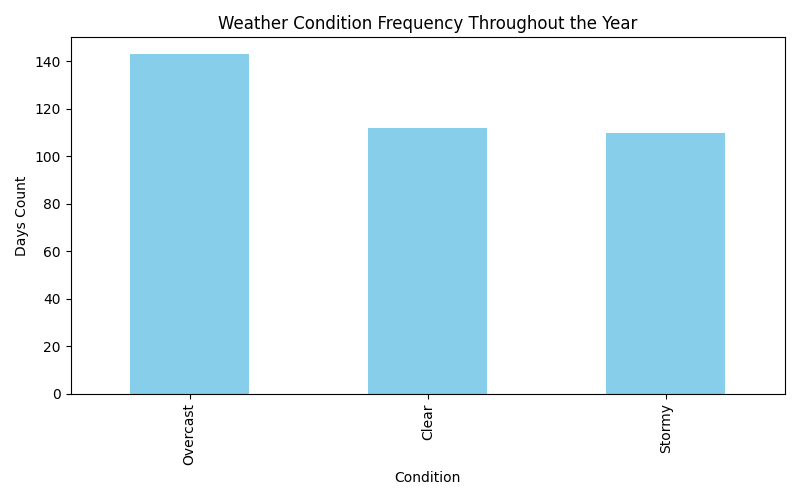 Weather Condition Frequency Throughout the Year
Days Count
140
120
100
80
60
40
20
0
Overcast
Clear
Stormy
Condition